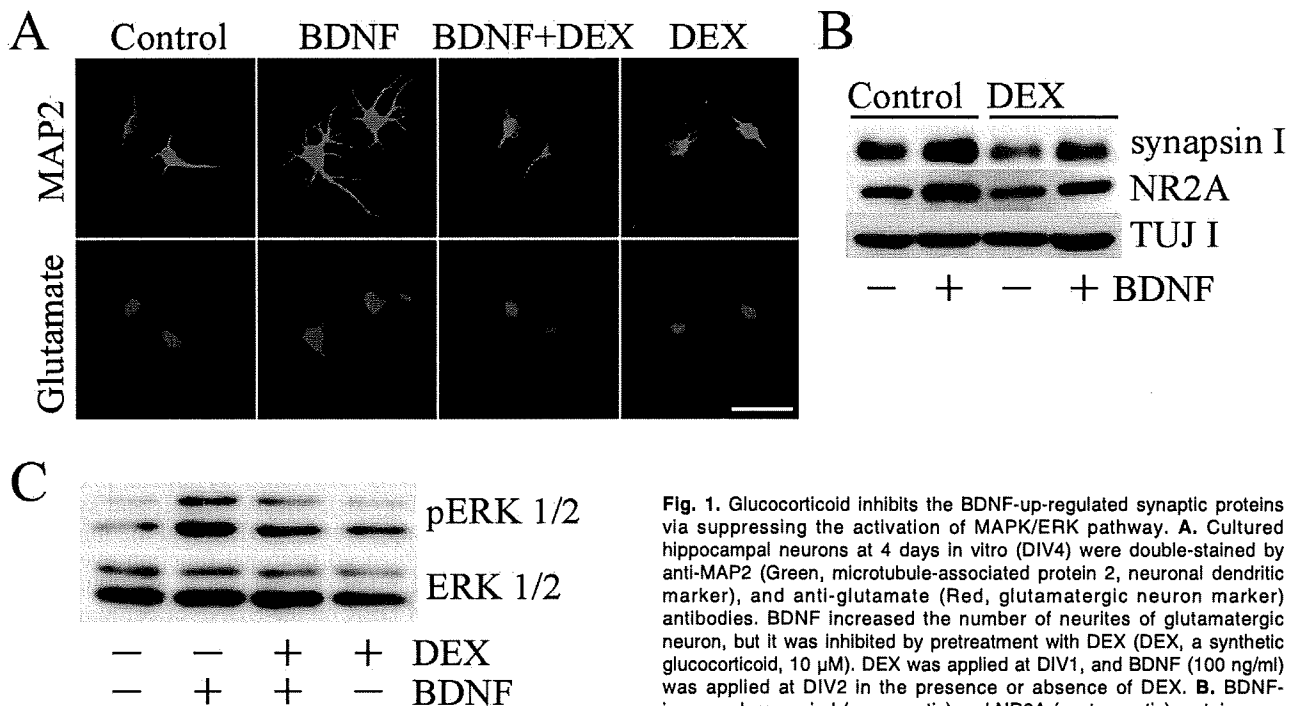 A
Control BDNF BDNF+DEX DEX
MAP2
Glutamate
B
Control DEX
synapsin I
NR2A
TUJ I
− + − + BDNF
C
pERK 1/2
ERK 1/2
− − + + DEX
− + + − BDNF
Fig. 1. Glucocorticoid inhibits the BDNF-up-regulated synaptic proteins
via suppressing the activation of MAPK/ERK pathway. A. Cultured
hippocampal neurons at 4 days in vitro (DIV4) were double-stained by
anti-MAP2 (Green, microtubule-associated protein 2, neuronal dendritic
marker), and anti-glutamate (Red, glutamatergic neuron marker)
antibodies. BDNF increased the number of neurites of glutamatergic
neuron, but it was inhibited by pretreatment with DEX (DEX, a synthetic
glucocorticoid, 10 µM). DEX was applied at DIV1, and BDNF (100 ng/ml)
was applied at DIV2 in the presence or absence of DEX. B. BDNF-